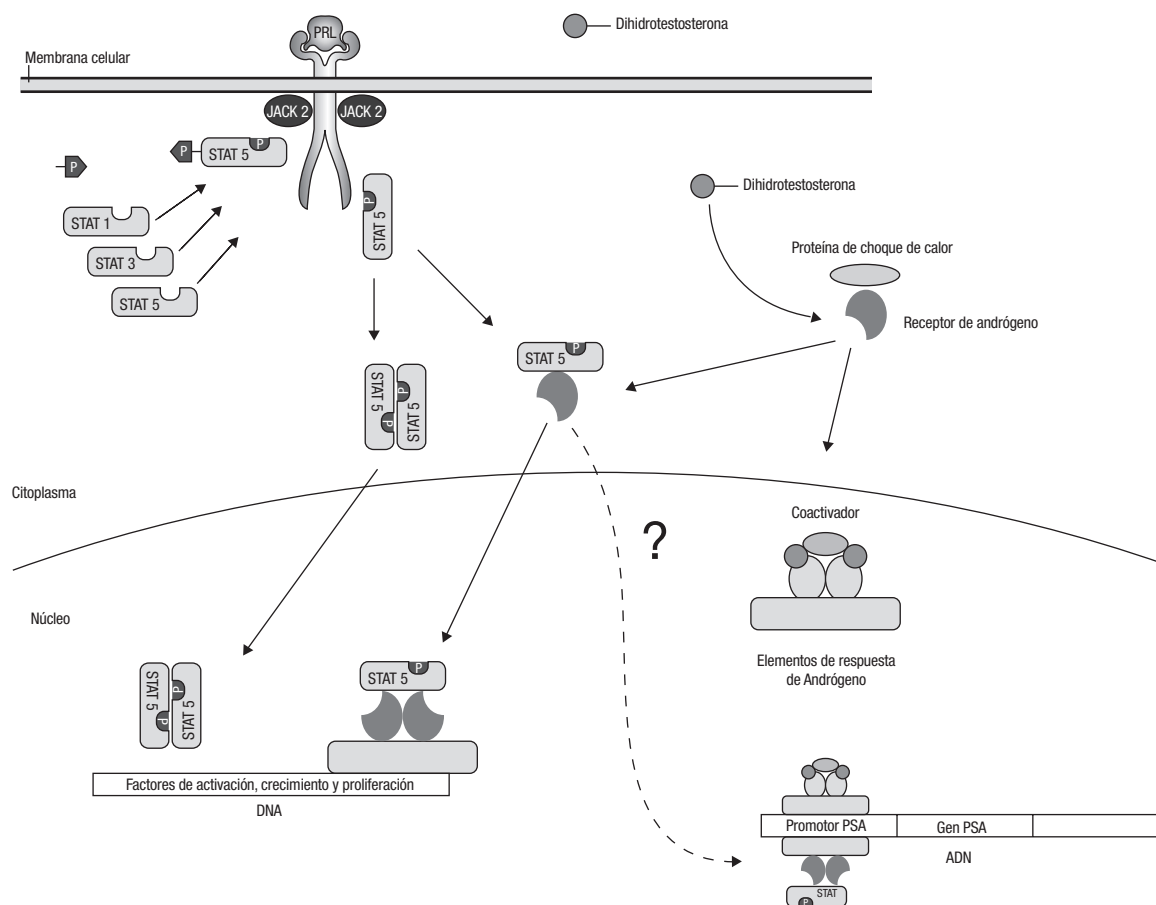 PRL
Dihidrotestosterona
Membrana celular
JACK 2
JACK 2
P
STAT 5
P
P
STAT 1
STAT 3
STAT 5
P
STAT 5
Dihidrotestosterona
Proteína de choque de calor
Receptor de andrógeno
STAT 5
P
STAT 5
P
P
STAT 5
Citoplasma
Coactivador
?
Núcleo
Elementos de respuesta
de Andrógeno
STAT 5
P
P
STAT 5
STAT 5
P
Factores de activación, crecimiento y proliferación
DNA
Promotor PSA
Gen PSA
ADN
STAT
P